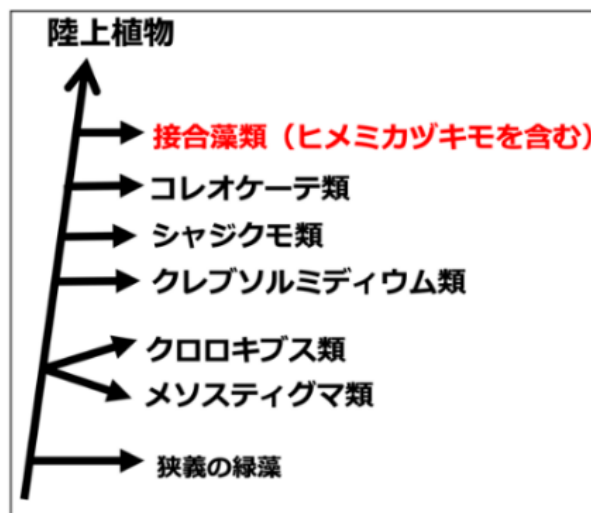 陸上植物
接合藻類（ヒメミカヅキモを含む）
コレオケーテ類
シャジクモ類
クレブソルミディウム類
クロロキブス類
メソスティグマ類
狭義の緑藻